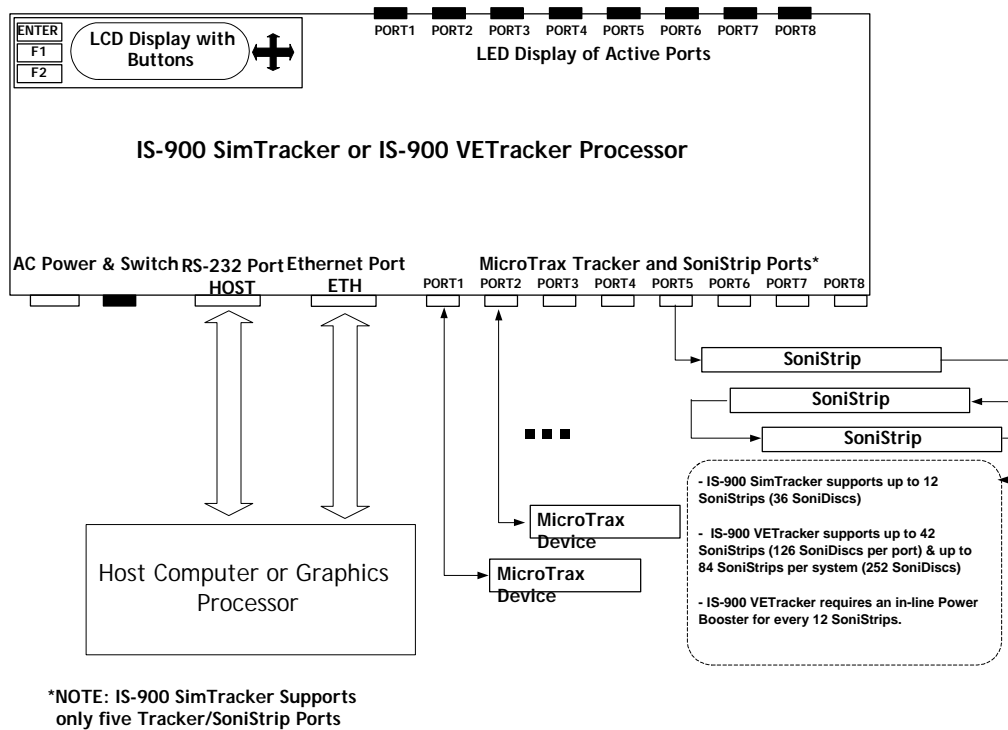 ENTER
F1
F2
LCD Display with
Buttons
PORT1 PORT2 PORT3 PORT4 PORT5 PORT6 PORT7 PORT8
LED Display of Active Ports
IS-900 SimTracker or IS-900 VETracker Processor
AC Power & Switch
RS-232 Port
HOST
Ethernet Port
ETH
MicroTrax Tracker and SoniStrip Ports*
PORT1 PORT2 PORT3 PORT4 PORT5 PORT6 PORT7 PORT8
SoniStrip
SoniStrip
SoniStrip
- IS-900 SimTracker supports up to 12
SoniStrips (36 SoniDiscs)
- IS-900 VETracker supports up to 42
SoniStrips (126 SoniDiscs per port) & up to
84 SoniStrips per system (252 SoniDiscs)
- IS-900 VETracker requires an in-line Power
Booster for every 12 SoniStrips.
MicroTrax
Device
MicroTrax
Device
Host Computer or Graphics
Processor
*NOTE: IS-900 SimTracker Supports
only five Tracker/SoniStrip Ports